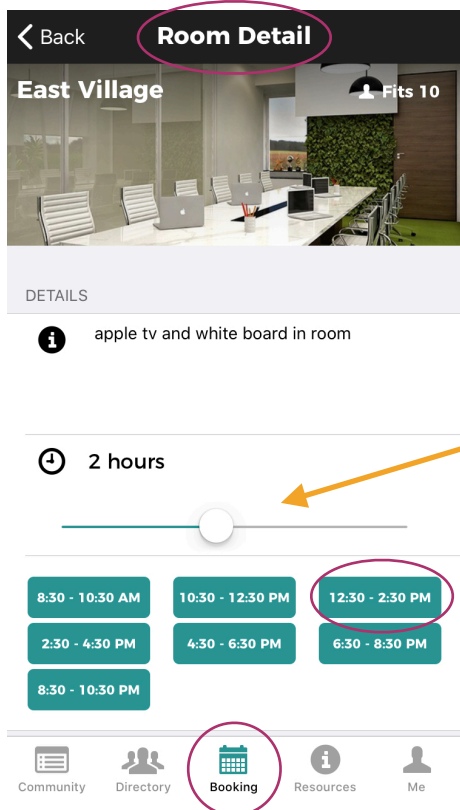 Back
Room Detail
East Village
Fits 10
DETAILS
apple tv and white board in room
2 hours
8:30 - 10:30 AM
10:30 - 12:30 PM
12:30 - 2:30 PM
2:30 - 4:30 PM
4:30 - 6:30 PM
6:30 - 8:30 PM
8:30 - 10:30 PM
Community
Directory
Booking
Resources
Me